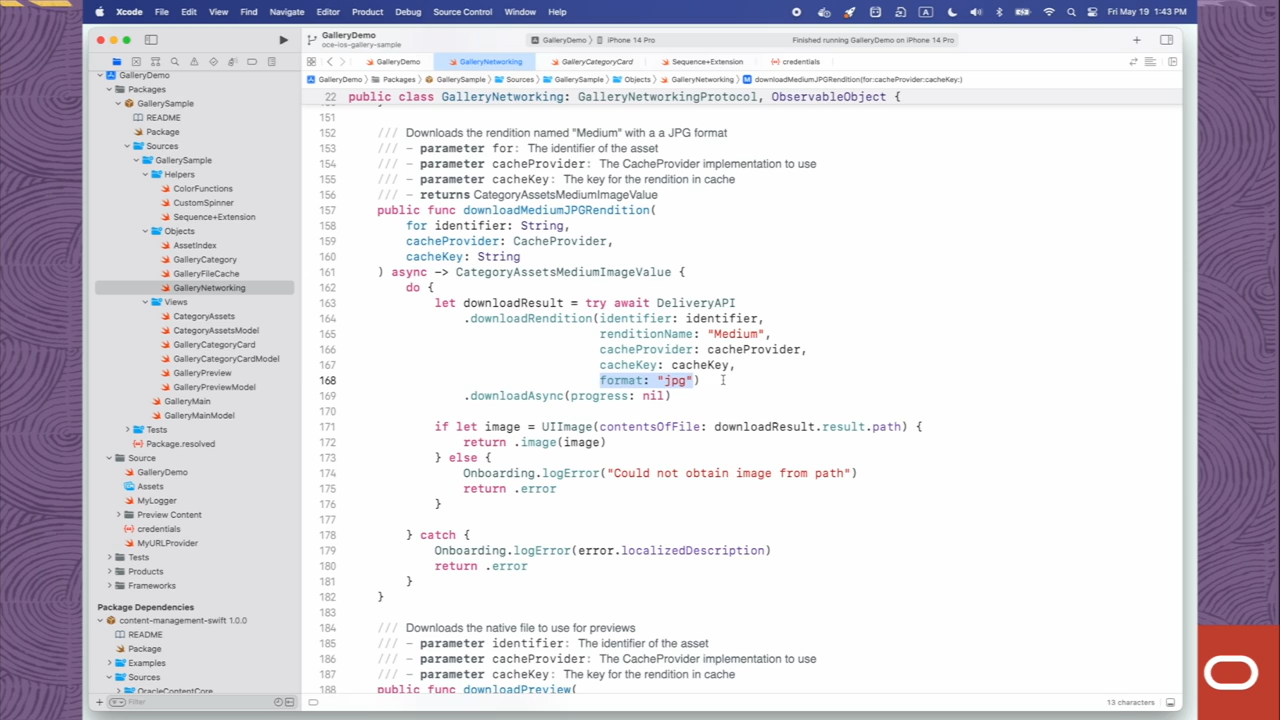 Xcode File Edit View Find Navigate Editor Product Debug Source Control Window Help
A
Fri May 19 1:43 PM
GalleryDemo
oce-ios-gallery-sample
GalleryDemo
iPhone 14 Pro
Finished running GalleryDemo on iPhone 14 Pro
GalleryDemo
GalleryNetworking
GalleryCategoryCard
Sequence+Extension
credentials
GalleryDemo
Packages
GallerySample
Sources
GallerySample
Objects
GalleryNetworking
M downloadMediumJPGRendition(for:cacheProvider:cacheKey:)
GalleryDemo
Packages
GallerySample
README
Package
Sources
GallerySample
Helpers
ColorFunctions
CustomSpinner
Sequence+Extension
Objects
AssetIndex
GalleryCategory
GalleryFileCache
GalleryNetworking
Views
CategoryAssets
CategoryAssetsModel
GalleryCategoryCard
GalleryCategoryCardModel
GalleryPreview
GalleryPreviewModel
GalleryMain
GalleryMainModel
Tests
Package.resolved
Source
GalleryDemo
Assets
MyLogger
Preview Content
credentials
MyURLProvider
Tests
Products
Frameworks
Package Dependencies
content-management-swift 1.0.0
README
Package
Examples
Sources
OracleContentCore
Filter
22 public class GalleryNetworking: GalleryNetworkingProtocol, ObservableObject {
151
152 /// Downloads the rendition named "Medium" with a a JPG format
153 /// - parameter for: The identifier of the asset
154 /// - parameter cacheProvider: The CacheProvider implementation to use
155 /// - parameter cacheKey: The key for the rendition in cache
156 /// - returns CategoryAssetsMediumImageValue
157 public func downloadMediumJPGRendition(
158 for identifier: String,
159 cacheProvider: CacheProvider,
160 cacheKey: String
161 ) async -> CategoryAssetsMediumImageValue {
162 do {
163 let downloadResult = try await DeliveryAPI
164 .downloadRendition(identifier: identifier,
165 renditionName: "Medium",
166 cacheProvider: cacheProvider,
167 cacheKey: cacheKey,
168 format: "jpg")
169 .downloadAsync(progress: nil)
170
171 if let image = UIImage(contentsOfFile: downloadResult.result.path) {
172 return .image(image)
173 } else {
174 Onboarding.logError("Could not obtain image from path")
175 return .error
176 }
177
178 } catch {
179 Onboarding.logError(error.localizedDescription)
180 return .error
181 }
182 }
183
184 /// Downloads the native file to use for previews
185 /// - parameter identifier: The identifier of the asset
186 /// - parameter cacheProvider: The CacheProvider implementation to use
187 /// - parameter cacheKey: The key for the rendition in cache
188 public func downloadPreview(
13 characters